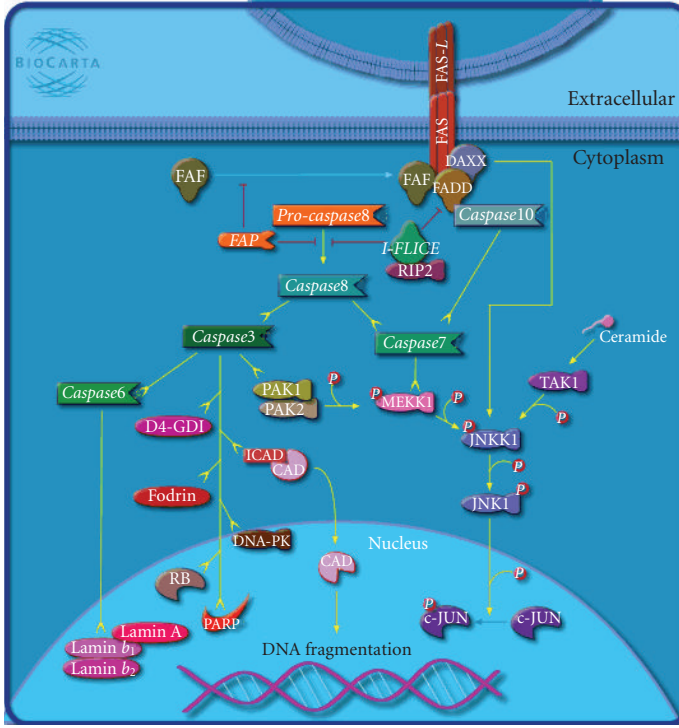 BIOCARTA
FAS-L
FAS
Extracellular
Cytoplasm
DAXX
FAF
FAF
FADD
Pro-caspase8
Caspase10
FAP
I-FLICE
RIP2
Caspase8
Caspase3
Caspase7
Ceramide
Caspase6
PAK1
PAK2
P
P
MEKK1
P
TAK1
P
D4-GDI
P
JNKK1
ICAD
CAD
P
Fodrin
P
JNK1
DNA-PK
Nucleus
CAD
P
RB
PARP
P
c-JUN
c-JUN
Lamin A
Lamin b1
Lamin b2
DNA fragmentation